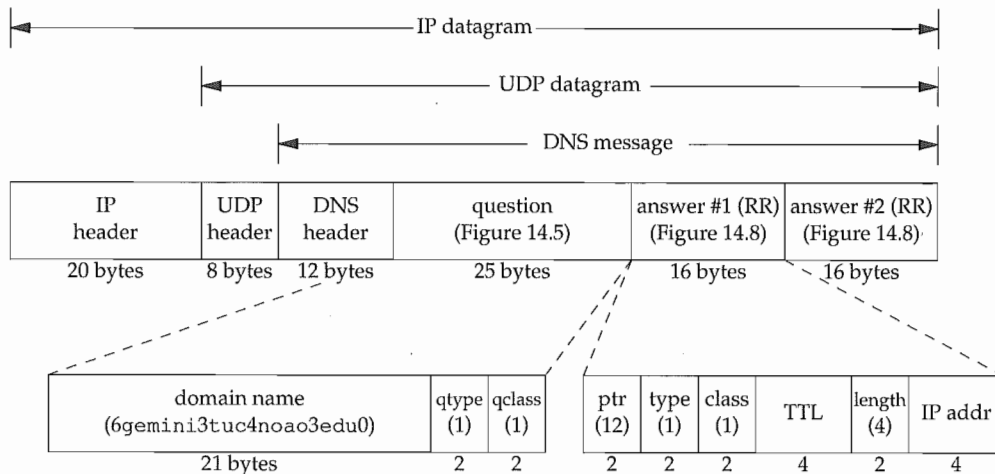 IP datagram
UDP datagram
DNS message
IP header
UDP header
DNS header
question (Figure 14.5)
answer #1 (RR) (Figure 14.8)
answer #2 (RR) (Figure 14.8)
20 bytes
8 bytes
12 bytes
25 bytes
16 bytes
16 bytes
domain name (6gemini3tuc4noao3edu0)
qtype (1)
qclass (1)
ptr (12)
type (1)
class (1)
TTL
length (4)
IP addr
21 bytes
2
2
2
2
2
4
2
4